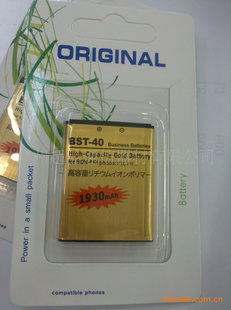 ORIGINAL
BST-40
Business Batteries
High-Capacity Gold Battery
高容量リチウムイオンポリマー
1930mAh
Battery
Power in a small packet
compatible phones